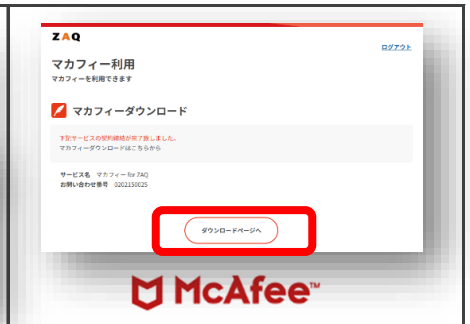 ZAQ
ログアウト
マカフィー利用
マカフィーを利用できます
マカフィーダウンロード
下記サービスの契約締結が完了致しました。
マカフィーダウンロードはこちらから
サービス名 マカフィー for ZAQ
お問い合わせ番号 0202150025
ダウンロードページへ
McAfee™